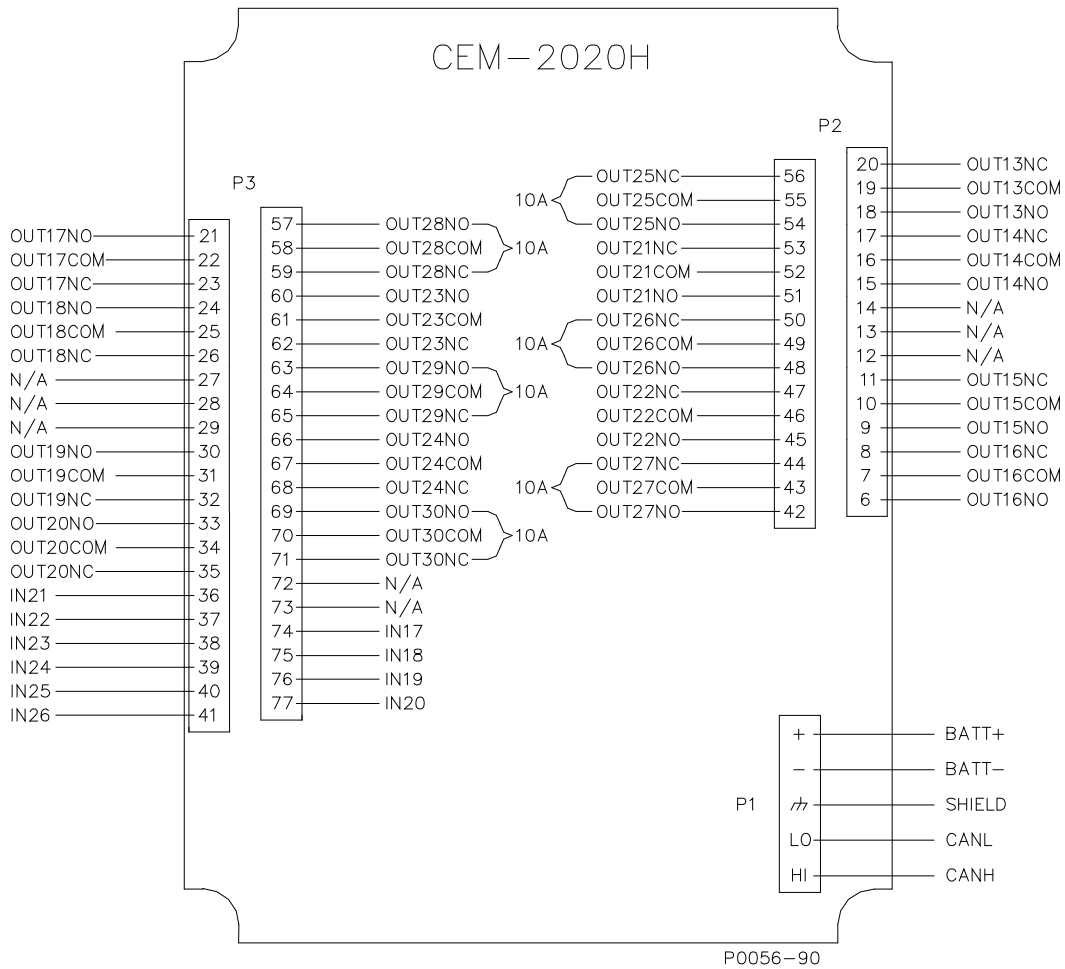 CEM-2020H
P2
P3
OUT17NO 21
OUT17COM 22
OUT17NC 23
OUT18NO 24
OUT18COM 25
OUT18NC 26
N/A 27
N/A 28
N/A 29
OUT19NO 30
OUT19COM 31
OUT19NC 32
OUT20NO 33
OUT20COM 34
OUT20NC 35
IN21 36
IN22 37
IN23 38
IN24 39
IN25 40
IN26 41
57 OUT28NO
58 OUT28COM 10A
59 OUT28NC
60 OUT23NO
61 OUT23COM
62 OUT23NC
63 OUT29NO
64 OUT29COM 10A
65 OUT29NC
66 OUT24NO
67 OUT24COM
68 OUT24NC
69 OUT30NO
70 OUT30COM 10A
71 OUT30NC
72 N/A
73 N/A
74 IN17
75 IN18
76 IN19
77 IN20
OUT25NC 56
10A OUT25COM 55
OUT25NO 54
OUT21NC 53
OUT21COM 52
OUT21NO 51
OUT26NC 50
10A OUT26COM 49
OUT26NO 48
OUT22NC 47
OUT22COM 46
OUT22NO 45
OUT27NC 44
10A OUT27COM 43
OUT27NO 42
20 OUT13NC
19 OUT13COM
18 OUT13NO
17 OUT14NC
16 OUT14COM
15 OUT14NO
14 N/A
13 N/A
12 N/A
11 OUT15NC
10 OUT15COM
9 OUT15NO
8 OUT16NC
7 OUT16COM
6 OUT16NO
P1
+ BATT+
− BATT−
SHIELD
LO CANL
HI CANH
P0056-90